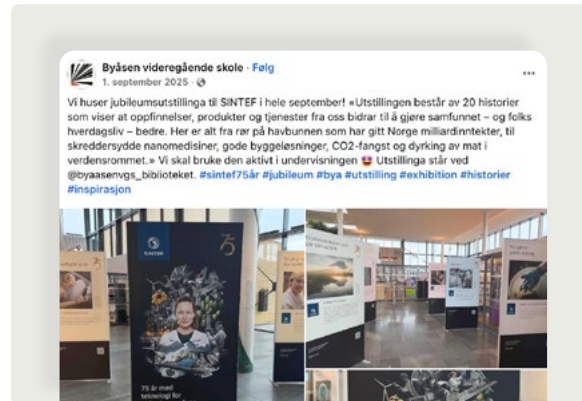 Byåsen videregående skole · Følg
1. september 2025 ·
Vi huser jubileumsutstillinga til SINTEF i hele september! «Utstillingen består av 20 historier
som viser at oppfinnelser, produkter og tjenester fra oss bidrar til å gjøre samfunnet – og folks
hverdagsliv – bedre. Her er alt fra rør på havbunnen som har gitt Norge milliardinntekter, til
skreddersydde nanomedisiner, gode byggeløsninger, CO2-fangst og dyrking av mat i
verdensrommet.» Vi skal bruke den aktivt i undervisningen 🤩 Utstillinga står ved
@byaasenvgs_biblioteket. #sintef75år #jubileum #bya #utstilling #exhibition #historier
#inspirasjon
SINTEF
75
75 år med
teknologi for